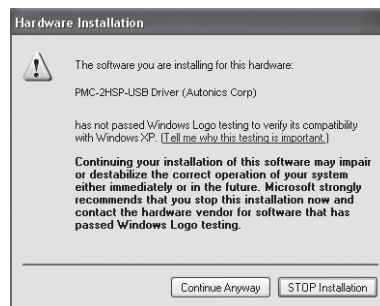 Hardware Installation
The software you are installing for this hardware:
PMC-2HSP-USB Driver (Autonics Corp)
has not passed Windows Logo testing to verify its compatibility
with Windows XP. (Tell me why this testing is important.)
Continuing your installation of this software may impair
or destabilize the correct operation of your system
either immediately or in the future. Microsoft strongly
recommends that you stop this installation now and
contact the hardware vendor for software that has
passed Windows Logo testing.
Continue Anyway
STOP Installation